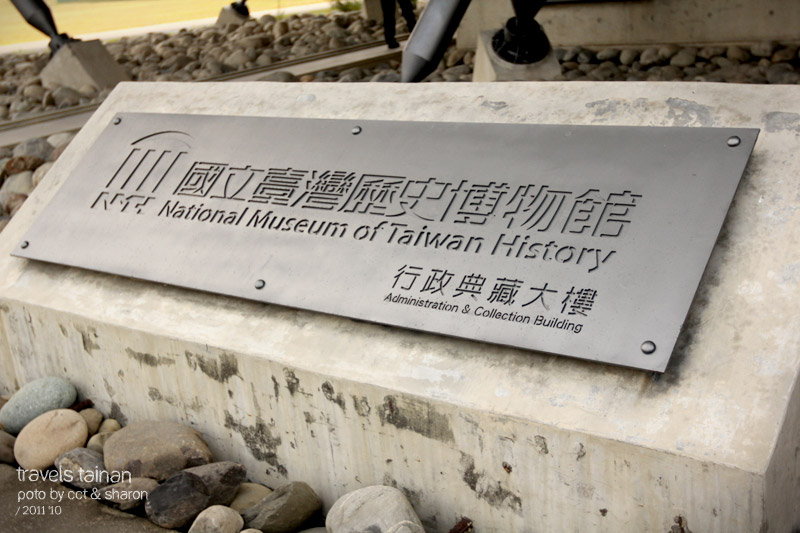 國立臺灣歷史博物館
NMTH National Museum of Taiwan History
行政典藏大樓
Administration & Collection Building
travels tainan
poto by cct & sharon
/ 2011 '10